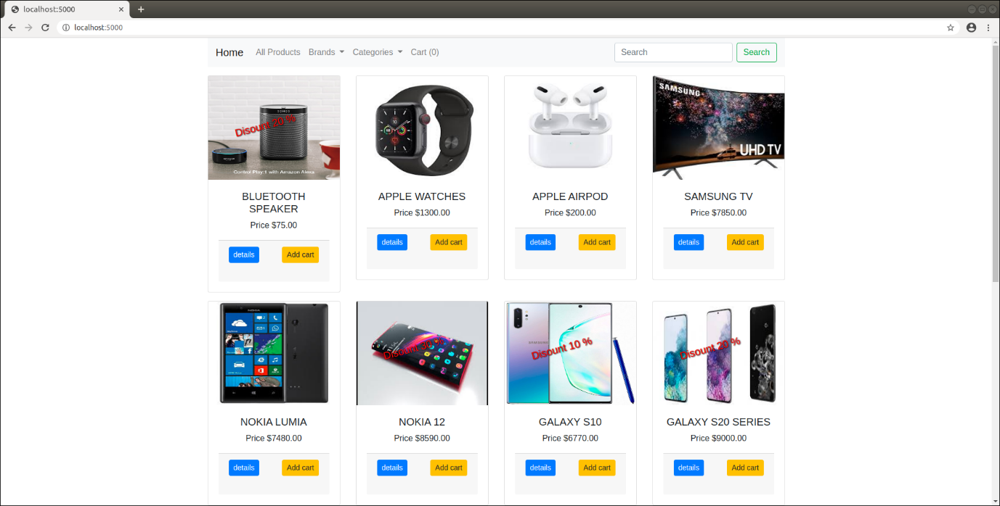 localhost:5000
localhost:5000
Home All Products Brands Categories Cart (0) Search Search
SONOS
Disount 20 %
Control Play:1 with Amazon Alexa
SAMSUNG
UHD TV
BLUETOOTH
SPEAKER
Price $75.00
details Add cart
APPLE WATCHES
Price $1300.00
details Add cart
APPLE AIRPOD
Price $200.00
details Add cart
SAMSUNG TV
Price $7850.00
details Add cart
NOKIA
NOKIA LUMIA
Price $7480.00
details Add cart
Disount 30 %
NOKIA 12
Price $8590.00
details Add cart
SAMSUNG
Disount 10 %
GALAXY S10
Price $6770.00
details Add cart
Disount 20 %
GALAXY S20 SERIES
Price $9000.00
details Add cart